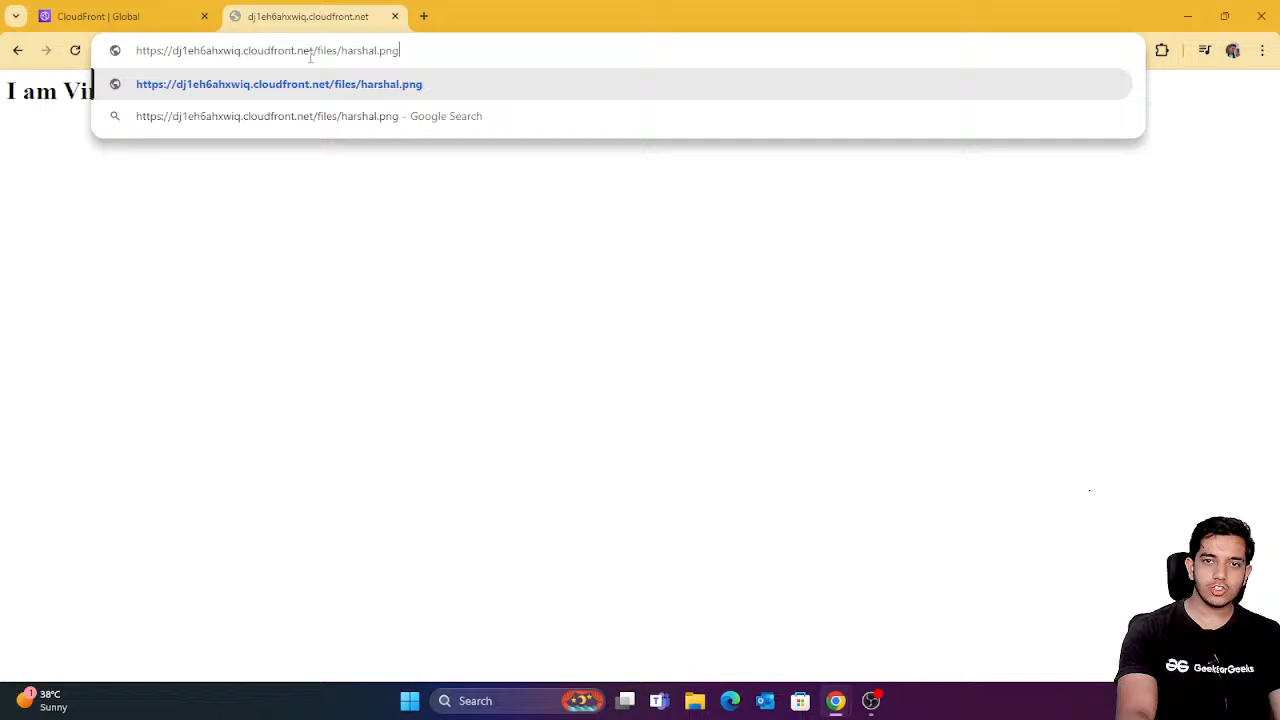 CloudFront | Global
dj1eh6ahxwiq.cloudfront.net
https://dj1eh6ahxwiq.cloudfront.net/files/harshal.png
https://dj1eh6ahxwiq.cloudfront.net/files/harshal.png
https://dj1eh6ahxwiq.cloudfront.net/files/harshal.png - Google Search
I am Vi
GeeksforGeeks
1
38°C
Sunny
Search